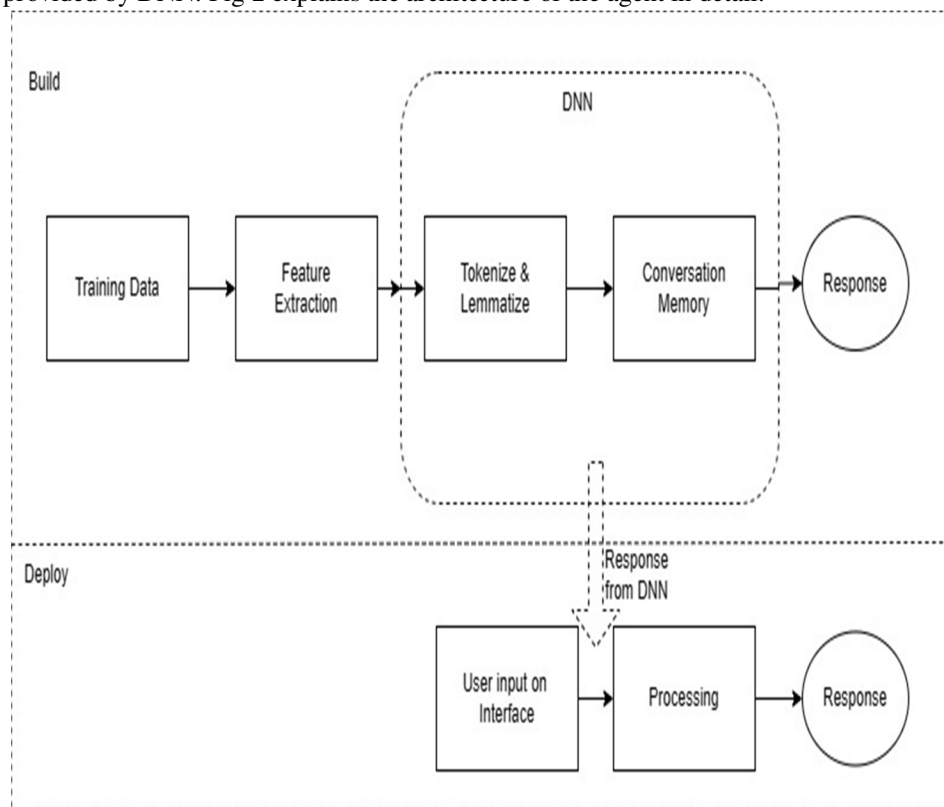 provided by DNN. Fig 2 explains the architecture of the agent in detail.
Build
DNN
Training Data
Feature
Extraction
Tokenize &
Lemmatize
Conversation
Memory
Response
Deploy
Response
from DNN
User input on
Interface
Processing
Response